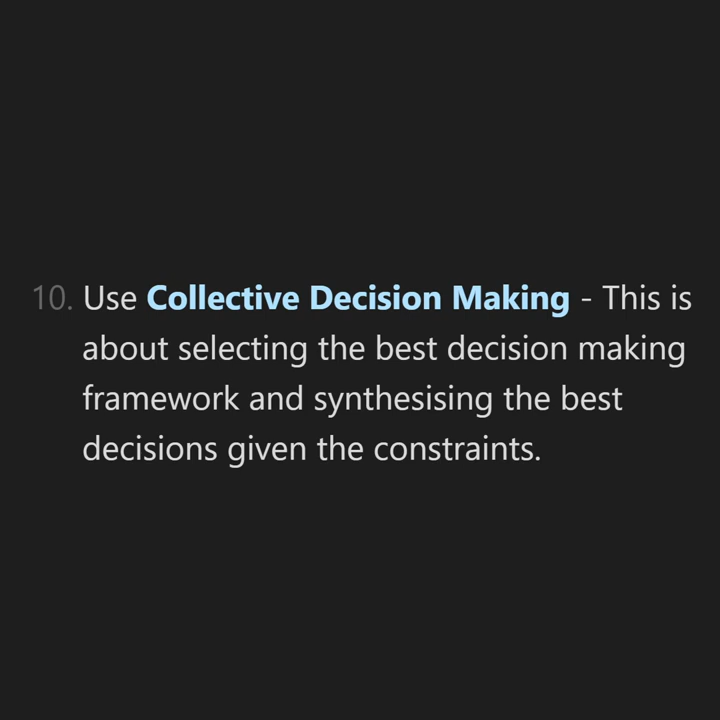 10. Use Collective Decision Making - This is
about selecting the best decision making
framework and synthesising the best
decisions given the constraints.